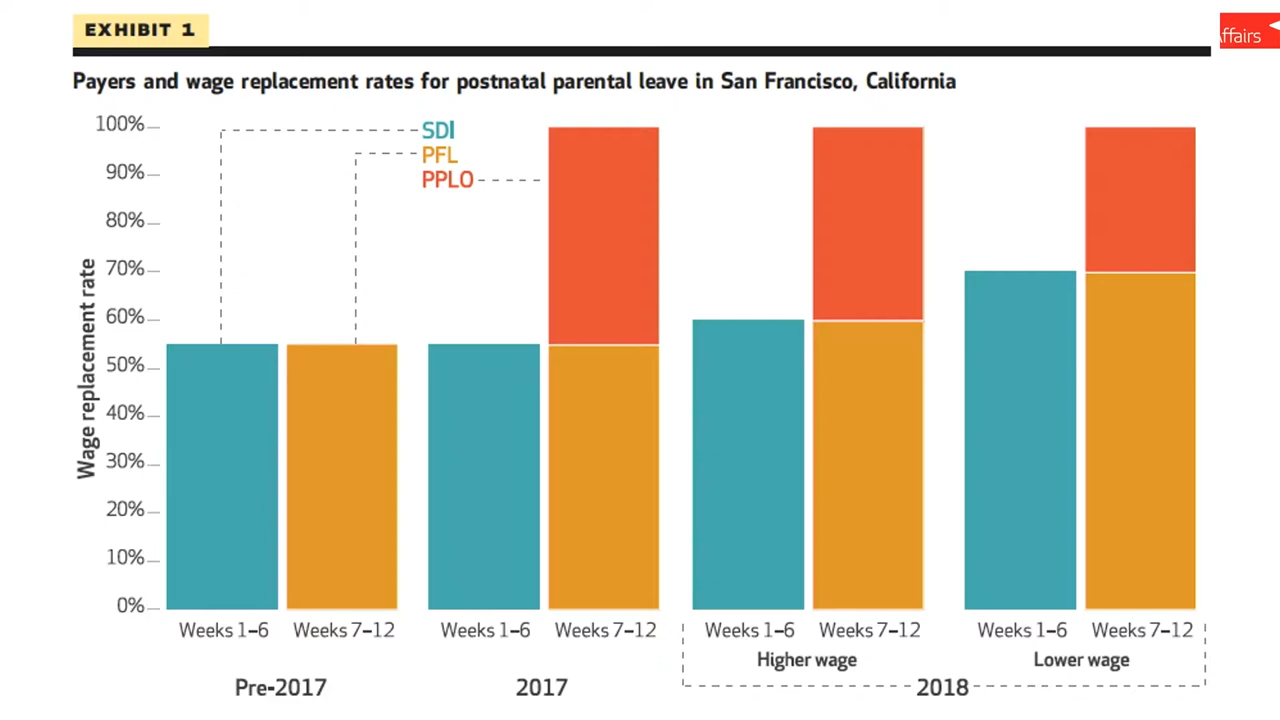 EXHIBIT 1
ffairs
Payers and wage replacement rates for postnatal parental leave in San Francisco, California
100%
90%
80%
70%
60%
50%
40%
30%
20%
10%
0%
Wage replacement rate
SDI
PFL
PPLO
Weeks 1–6 Weeks 7–12 Weeks 1–6 Weeks 7–12 Weeks 1–6 Weeks 7–12 Weeks 1–6 Weeks 7–12
Higher wage Lower wage
Pre-2017 2017 2018